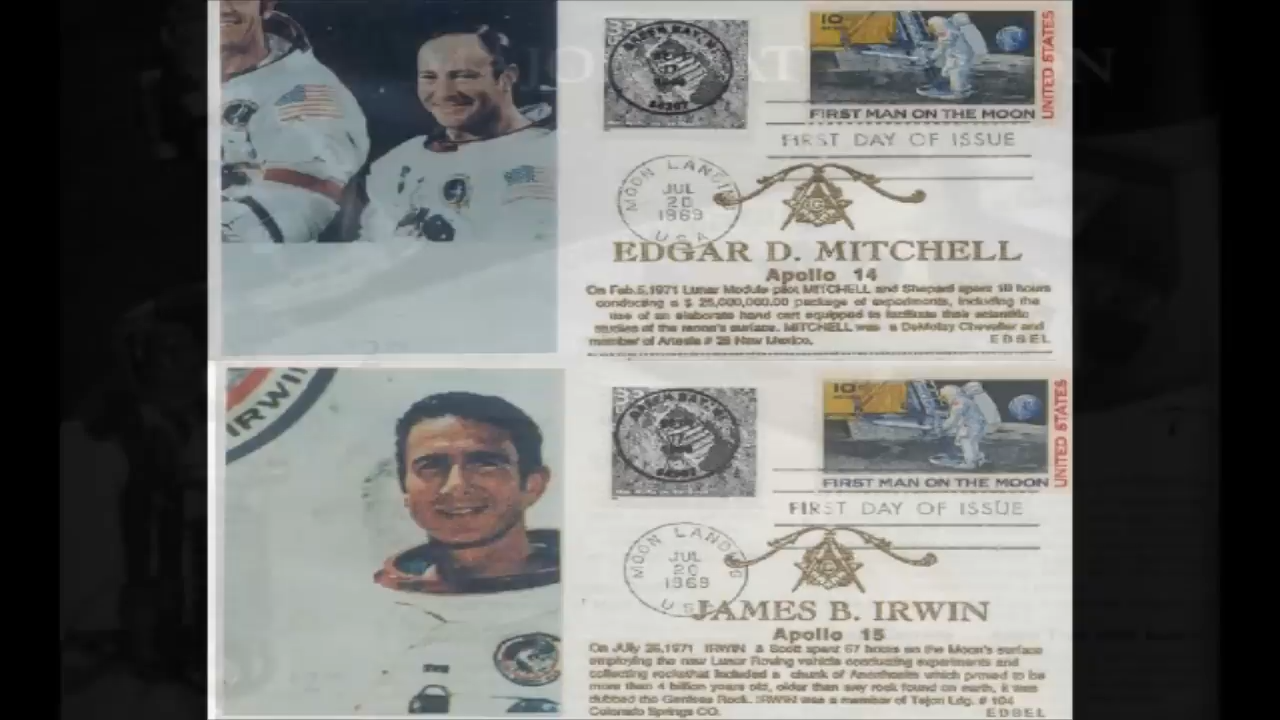 10¢
UNITED STATES
FIRST MAN ON THE MOON
FIRST DAY OF ISSUE
MOON LANDING
JUL
20
1969
USA
G
EDGAR D. MITCHELL
Apollo 14
On Feb.5,1971 Lunar Module pilot MITCHELL and Shepard spent 18 hours
conducting a $ 25,000,000.00 package of experiments, including the
use of an elaborate hand cart equipped to facilitate their scientific
studies of the moon's surface. MITCHELL was a DeMolay Chevalier and
member of Artesia # 28 New Mexico.
EDSEL
IRWIN
10¢
UNITED STATES
FIRST MAN ON THE MOON
FIRST DAY OF ISSUE
MOON LANDING
JUL
20
1969
USA
G
JAMES B. IRWIN
Apollo 15
On July 26,1971 IRWIN & Scott spent 67 hours on the Moon's surface
employing the new Lunar Roving vehicle conducting experiments and
collecting rocks that included a chunk of which proved to be
more than 4 billion years old, older than any rock found on earth, it was
dubbed the Rock. IRWIN was a member of Tejon Ldg. # 104
Colorado Springs CO.
EDSEL